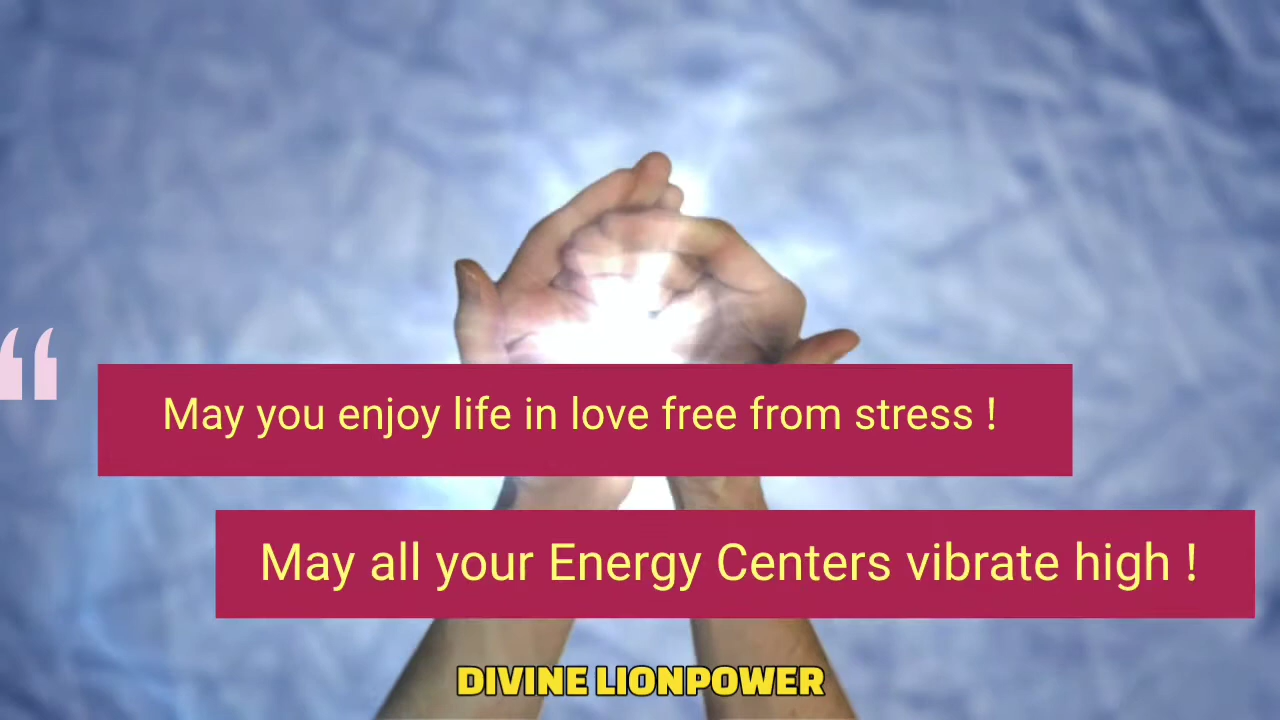 “
May you enjoy life in love free from stress !
May all your Energy Centers vibrate high !
DIVINE LIONPOWER